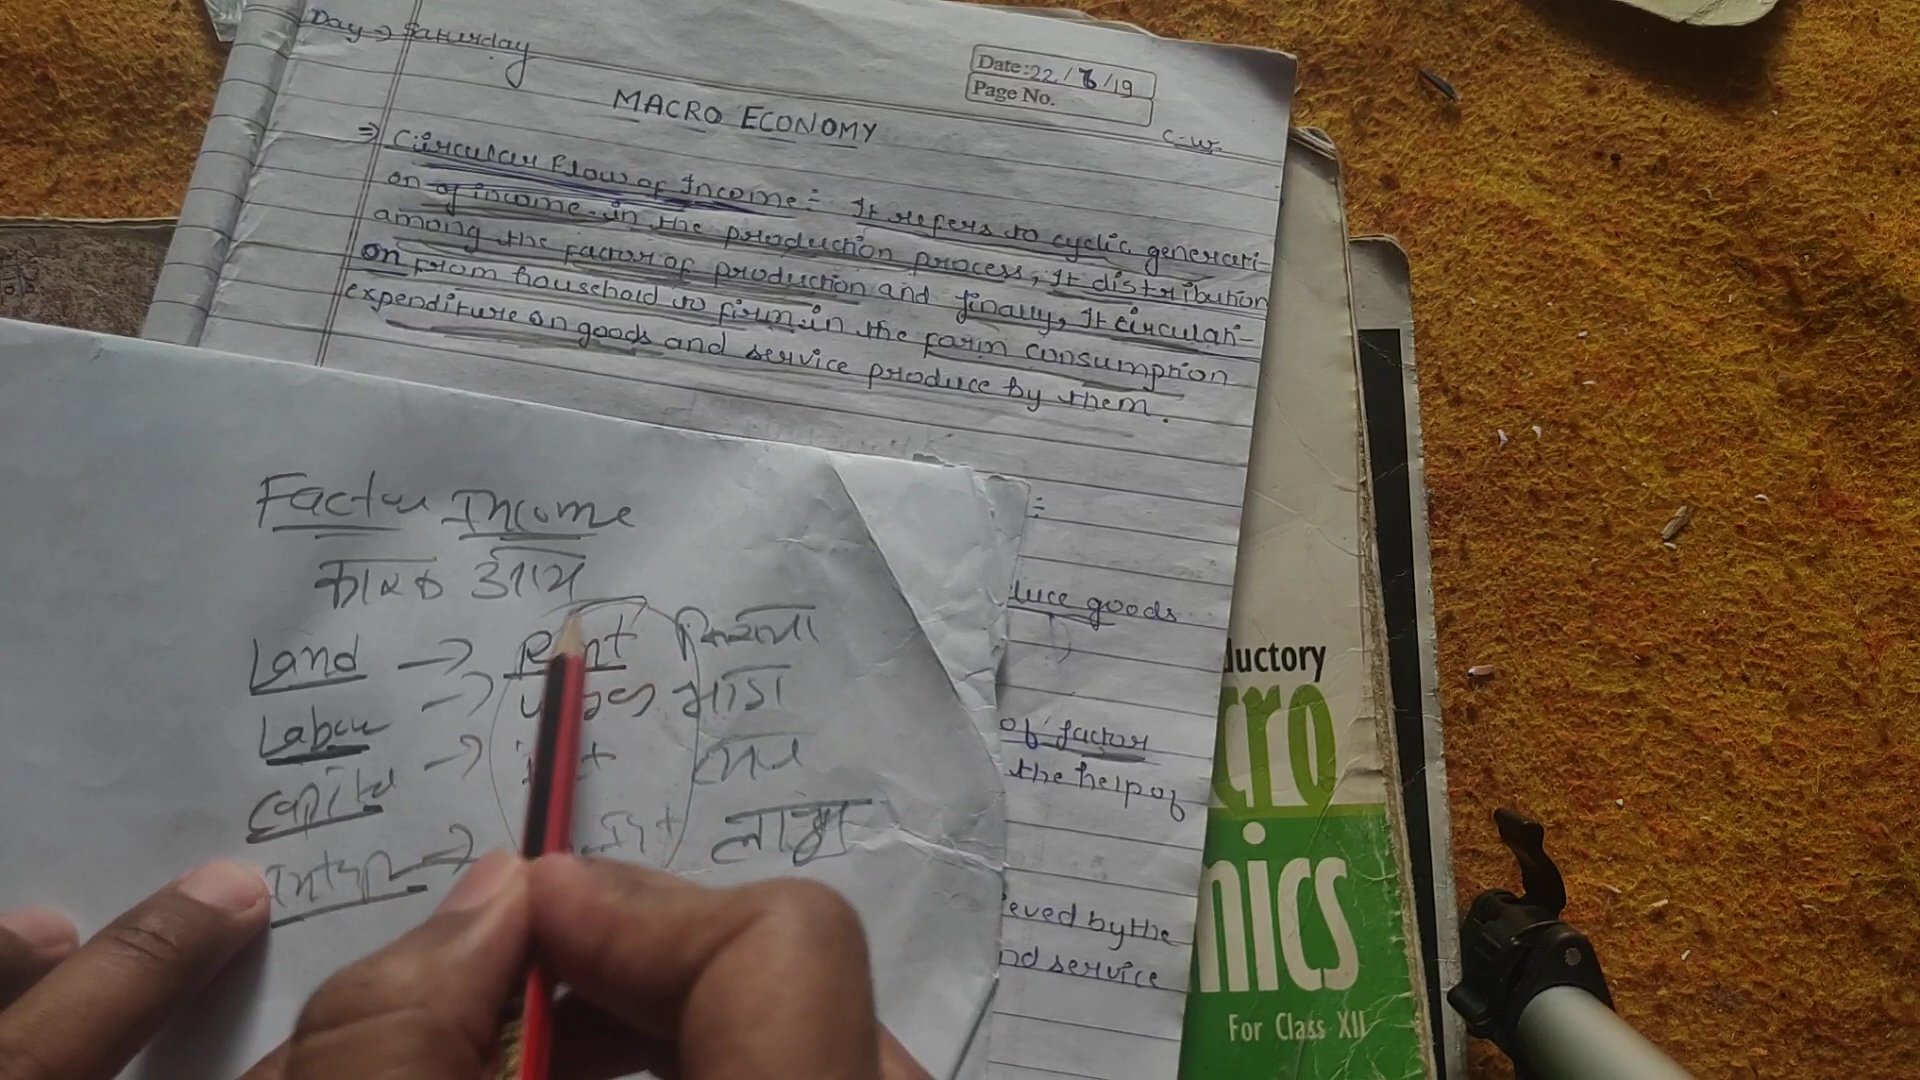 Day → Saturday
Date: 22/6/19
Page No.
MACRO ECONOMY
C-W
⇒ Circular Flow of Income :- It refers to cyclic generati-
on of income in the production process, It distribution
among the factor of production and finally, It circulari-
on from household to firm in the farm consumption
expenditure on goods and service produce by them.
Factor Income
कारक आय
Land → Rent किराया
Labour →
Capital →
→ लाभ
luce goods
of factor
the help of
eved by the
nd service
ductory
cro
nics
For Class XII